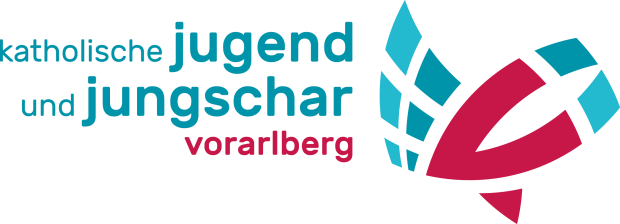 katholische jugend
und jungschar
vorarlberg